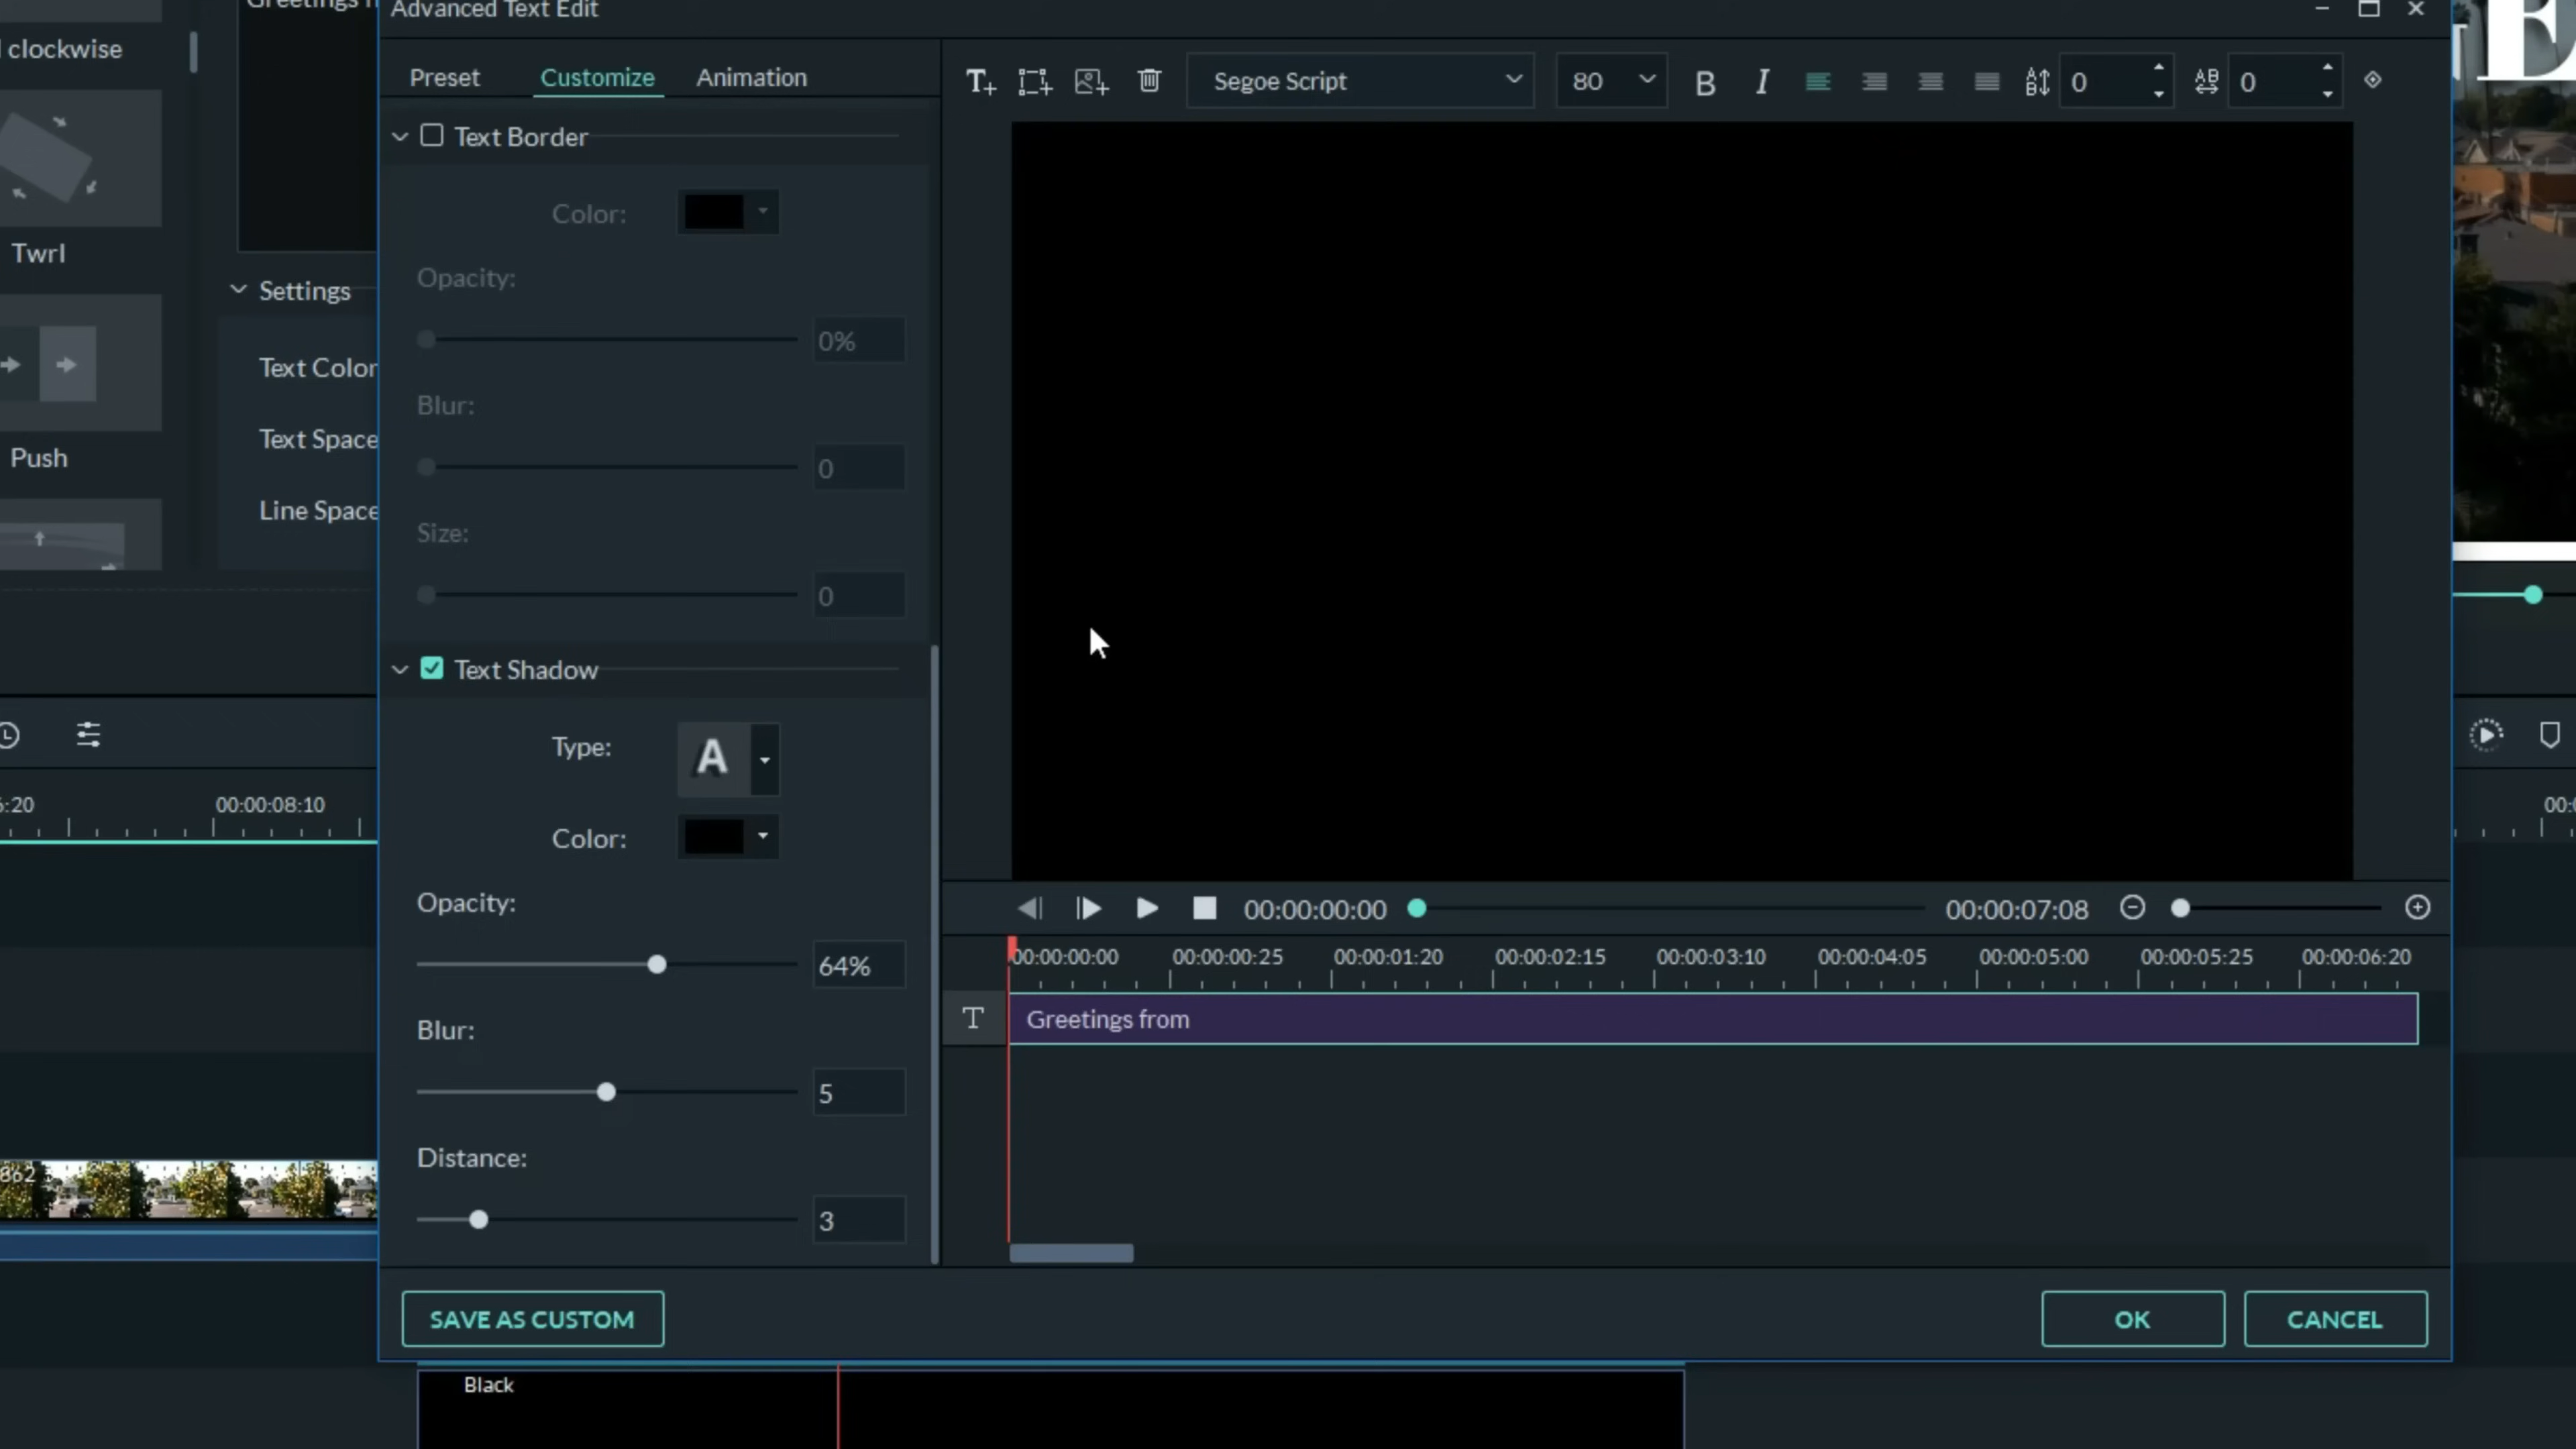 Advanced Text Edit
clockwise
Twrl
Push
Settings
Text Color
Text Space
Line Space
Preset
Customize
Animation
Text Border
Color:
Opacity:
0%
Blur:
0
Size:
0
Text Shadow
Type:
A
Color:
Opacity:
64%
Blur:
5
Distance:
3
SAVE AS CUSTOM
T+
Segoe Script
80
B
I
0
AB
0
E
00:00:00:00
00:00:07:08
00:00:00:00 00:00:00:25 00:00:01:20 00:00:02:15 00:00:03:10 00:00:04:05 00:00:05:00 00:00:05:25 00:00:06:20
T
Greetings from
OK
CANCEL
:20
00:00:08:10
862
Black